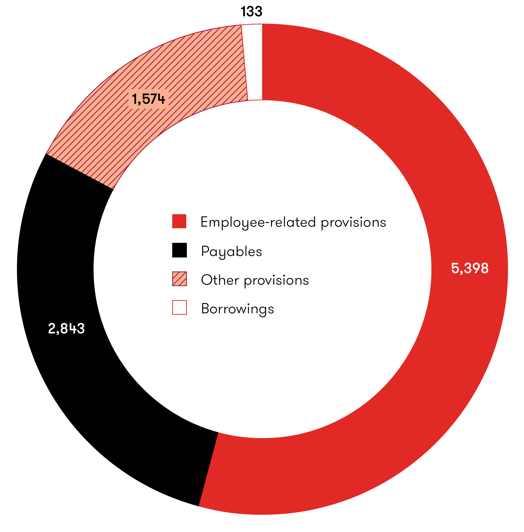 133
1,574
Employee-related provisions
Payables
Other provisions
Borrowings
5,398
2,843